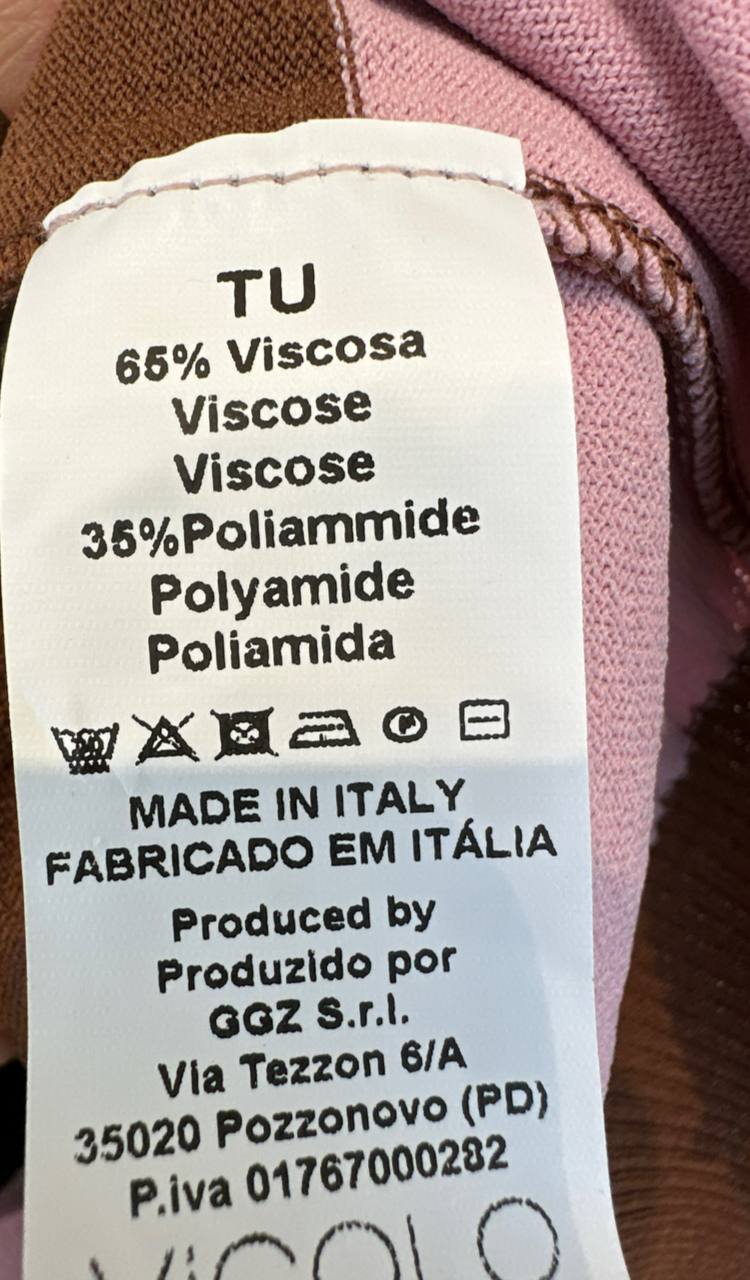 TU
65% Viscosa
Viscose
Viscose
35%Poliammide
Polyamide
Poliamida
P
MADE IN ITALY
FABRICADO EM ITÁLIA
Produced by
Produzido por
GGZ S.r.l.
Via Tezzon 6/A
35020 Pozzonovo (PD)
P.iva 01767000282
ViCOLO